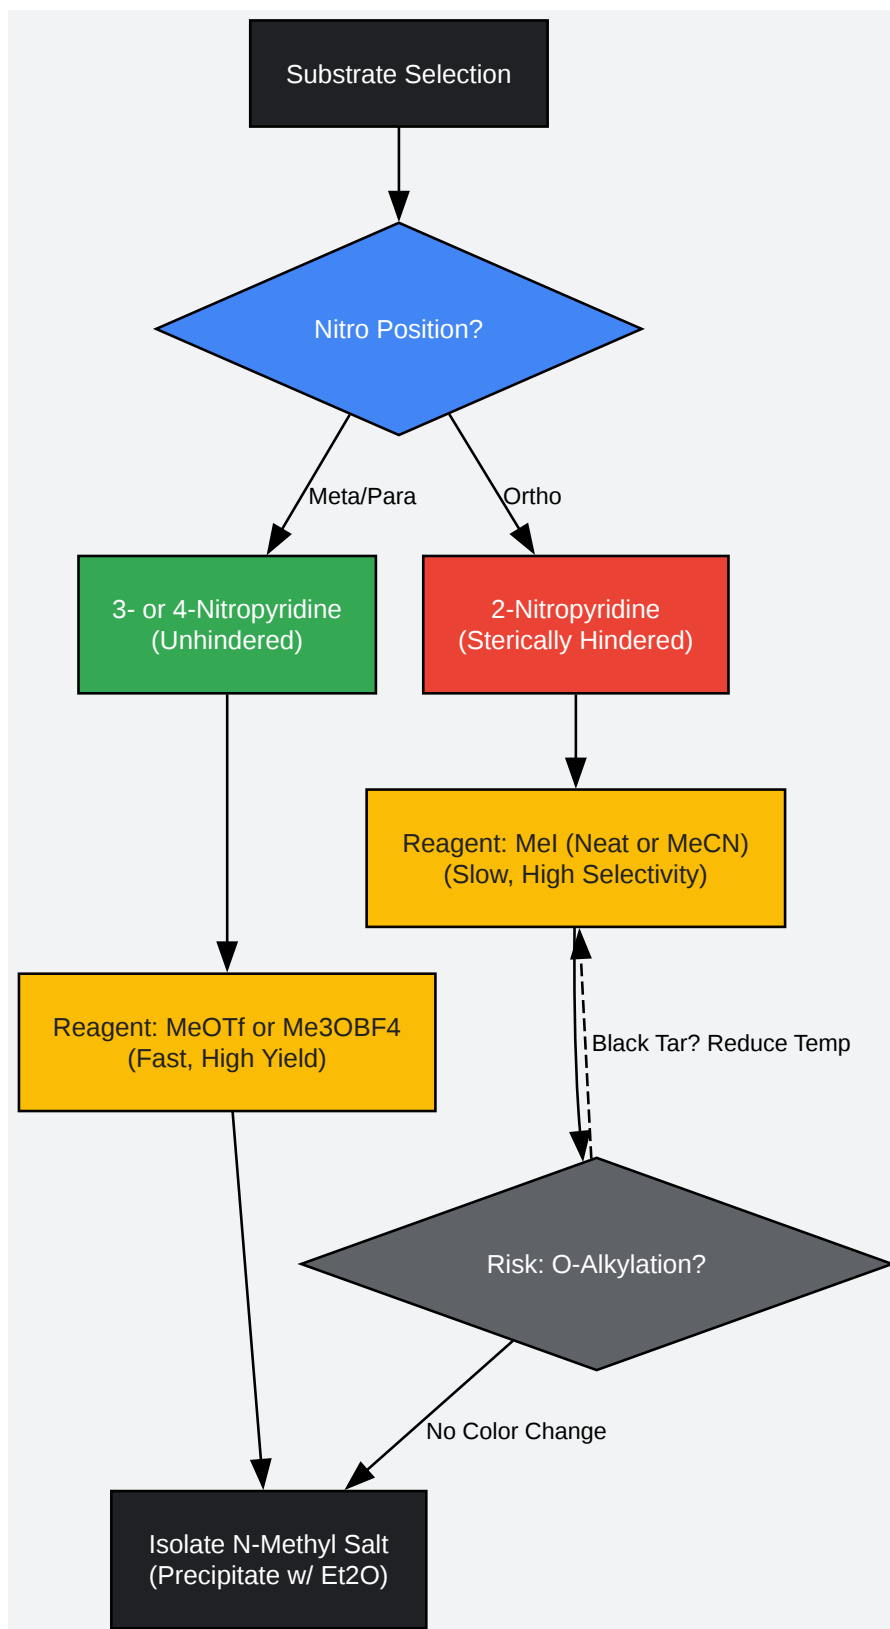 Substrate Selection
Nitro Position?
Meta/Para
Ortho
3- or 4-Nitropyridine
(Unhindered)
2-Nitropyridine
(Sterically Hindered)
Reagent: MeI (Neat or MeCN)
(Slow, High Selectivity)
Reagent: MeOTf or Me3OBF4
(Fast, High Yield)
Black Tar? Reduce Temp
Risk: O-Alkylation?
No Color Change
Isolate N-Methyl Salt
(Precipitate w/ Et2O)